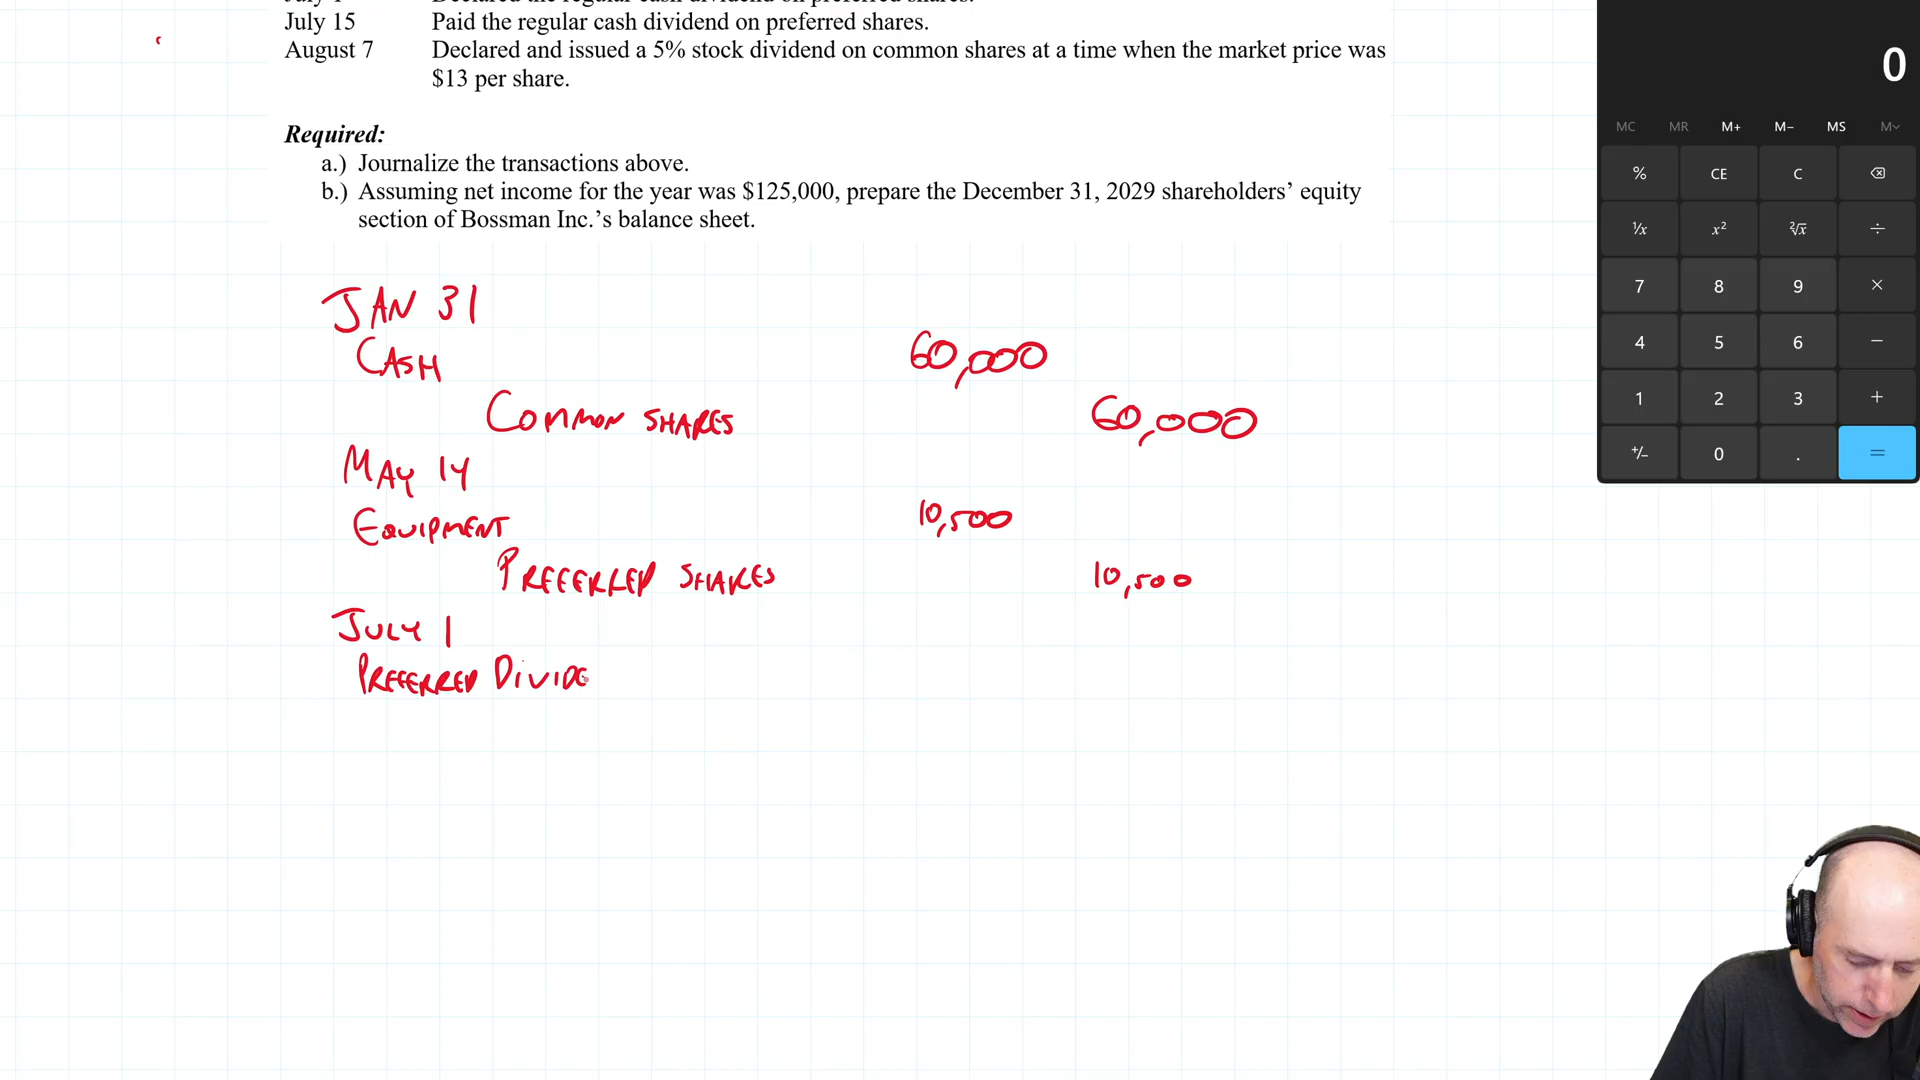 July 15 Paid the regular cash dividend on preferred shares.
August 7 Declared and issued a 5% stock dividend on common shares at a time when the market price was
$13 per share.
Required:
a.) Journalize the transactions above.
b.) Assuming net income for the year was $125,000, prepare the December 31, 2029 shareholders’ equity
section of Bossman Inc.’s balance sheet.
JAN 31
CASH 60,000
COMMON SHARES 60,000
MAY 14
EQUIPMENT 10,500
PREFERRED SHARES 10,500
JULY 1
PREFERRED DIVIDE
0
MC MR M+ M− MS M˅
% CE C ⌫
¹/x x² ²√x ÷
7 8 9 ×
4 5 6 −
1 2 3 +
+/− 0 . =